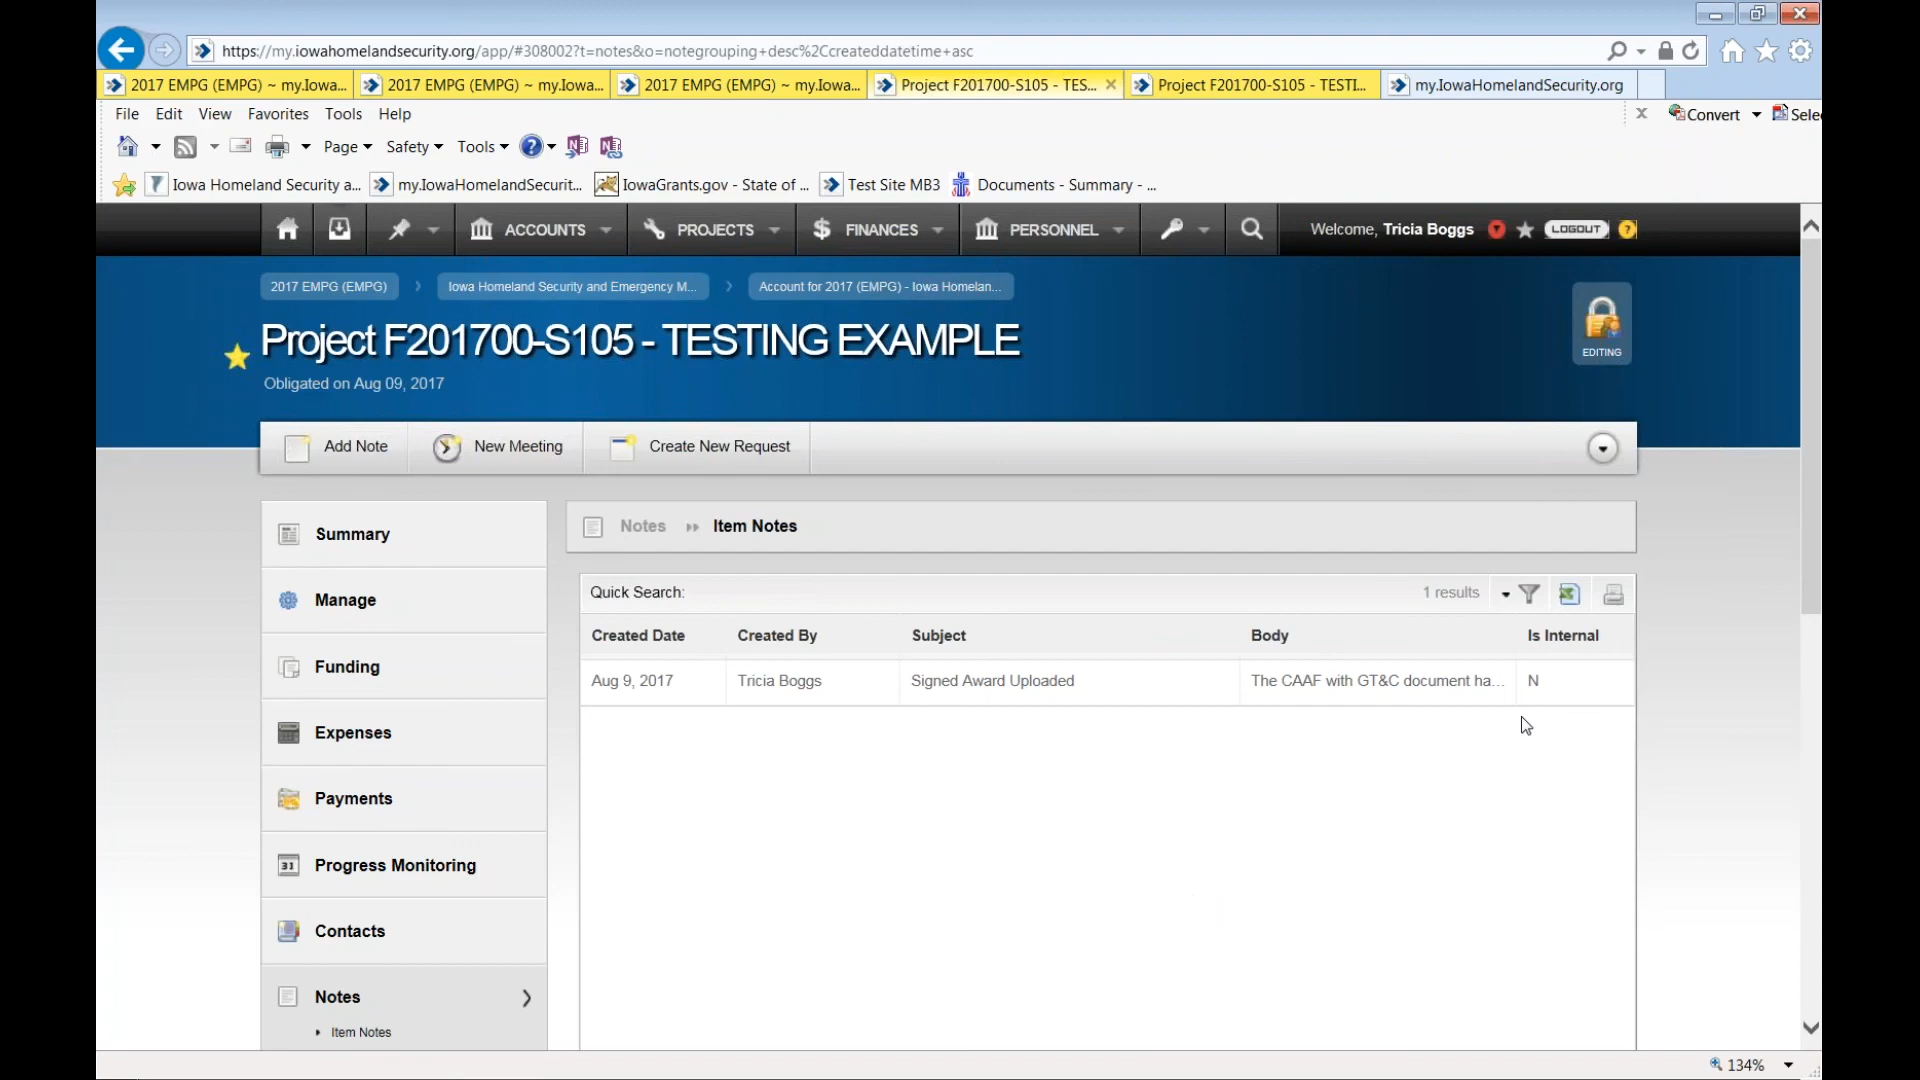 https://my.iowahomelandsecurity.org/app/#308002?t=notes&o=notegrouping+desc%2Ccreateddatetime+asc
2017 EMPG (EMPG) ~ my.Iowa...
2017 EMPG (EMPG) ~ my.Iowa...
2017 EMPG (EMPG) ~ my.Iowa...
Project F201700-S105 - TES...
Project F201700-S105 - TESTI...
my.IowaHomelandSecurity.org
File Edit View Favorites Tools Help
Convert
Sele
Page Safety Tools
Iowa Homeland Security a...
my.IowaHomelandSecurit...
IowaGrants.gov - State of ...
Test Site MB3
Documents - Summary - ...
ACCOUNTS PROJECTS FINANCES PERSONNEL
Welcome, Tricia Boggs LOGOUT ?
2017 EMPG (EMPG)
Iowa Homeland Security and Emergency M...
Account for 2017 (EMPG) - Iowa Homelan...
Project F201700-S105 - TESTING EXAMPLE
EDITING
Obligated on Aug 09, 2017
Add Note New Meeting Create New Request
Summary
Manage
Funding
Expenses
Payments
31 Progress Monitoring
Contacts
Notes
Item Notes
Notes Item Notes
Quick Search: 1 results
Created Date Created By Subject Body Is Internal
Aug 9, 2017 Tricia Boggs Signed Award Uploaded The CAAF with GT&C document ha... N
134%